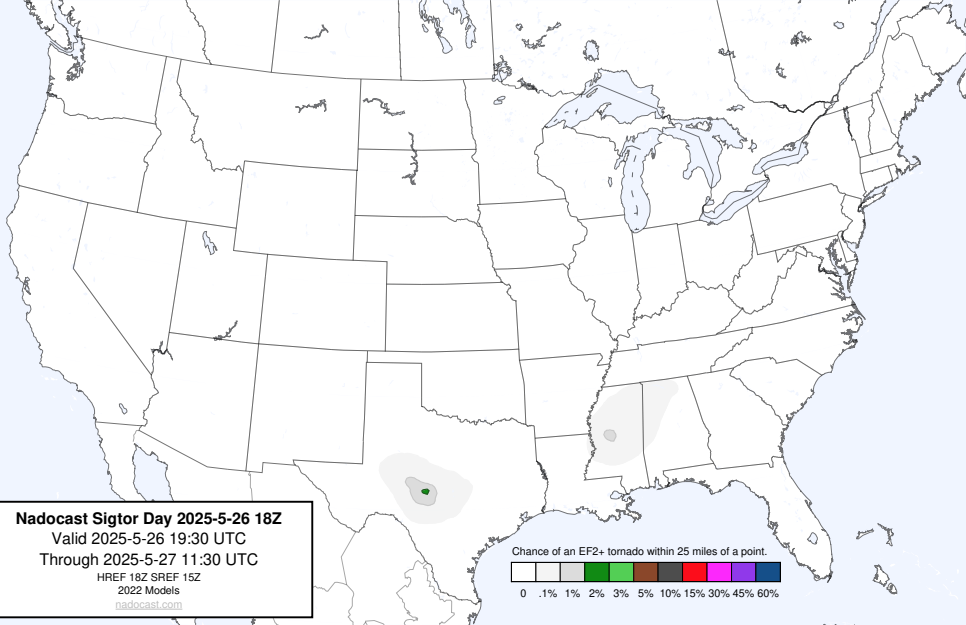 Nadocast Sigtor Day 2025-5-26 18Z
Valid 2025-5-26 19:30 UTC
Through 2025-5-27 11:30 UTC
HREF 18Z SREF 15Z
2022 Models
nadocast.com
Chance of an EF2+ tornado within 25 miles of a point.
0 .1% 1% 2% 3% 5% 10% 15% 30% 45% 60%